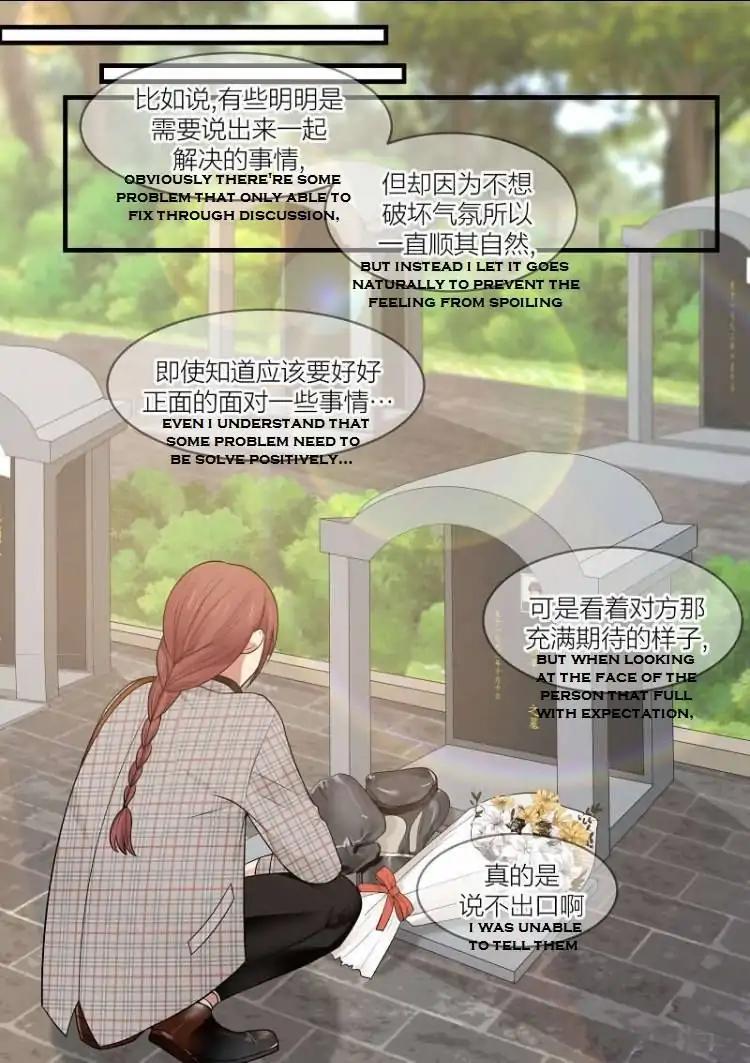 比如说,有些明明是
需要说出来一起
解决的事情,
OBVIOUSLY THERE'RE SOME
PROBLEM THAT ONLY ABLE TO
FIX THROUGH DISCUSSION,
但却因为不想
破坏气氛所以
一直顺其自然,
BUT INSTEAD I LET IT GOES
NATURALLY TO PREVENT THE
FEELING FROM SPOILING
即使知道应该要好好
正面的面对一些事情…
EVEN I UNDERSTAND THAT
SOME PROBLEM NEED TO
BE SOLVE POSITIVELY...
可是看着对方那
充满期待的样子,
BUT WHEN LOOKING
AT THE FACE OF THE
PERSON THAT FULL
WITH EXPECTATION,
之墓
真的是
说不出口啊
I WAS UNABLE
TO TELL THEM